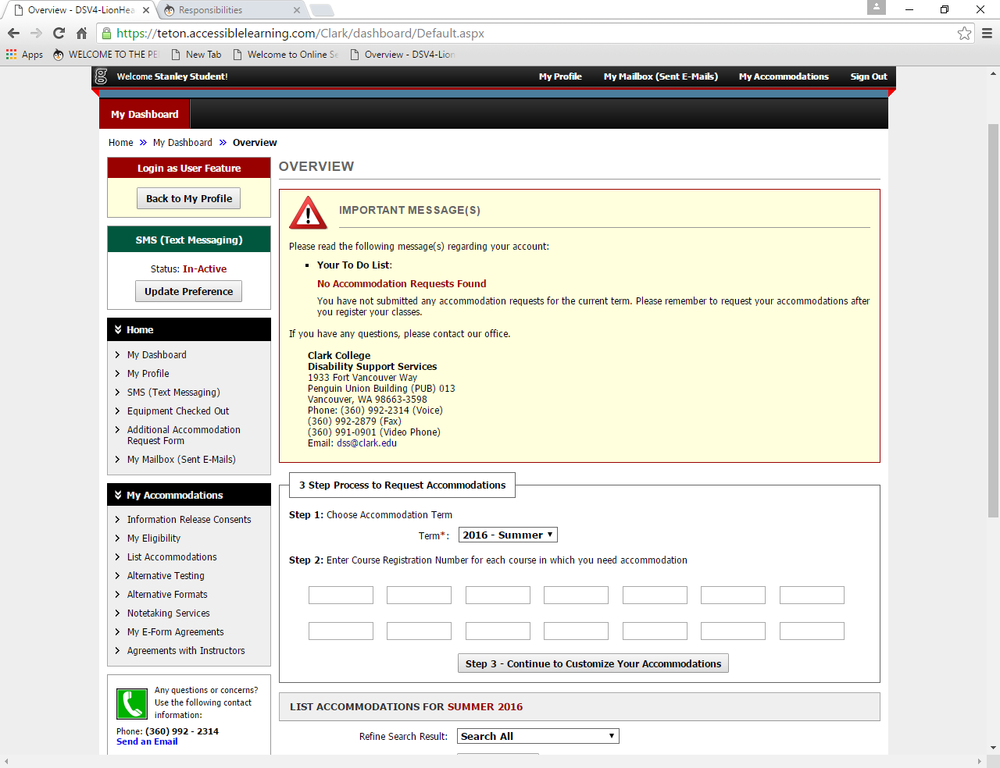 Overview - DSV4-LionHea
Responsibilities
https://teton.accessiblelearning.com/Clark/dashboard/Default.aspx
Apps
WELCOME TO THE PE
New Tab
Welcome to Online Se
Overview - DSV4-Lion
Welcome Stanley Student!
My Profile
My Mailbox (Sent E-Mails)
My Accommodations
Sign Out
My Dashboard
Home » My Dashboard » Overview
Login as User Feature
Back to My Profile
SMS (Text Messaging)
Status: In-Active
Update Preference
Home
My Dashboard
My Profile
SMS (Text Messaging)
Equipment Checked Out
Additional Accommodation
Request Form
My Mailbox (Sent E-Mails)
My Accommodations
Information Release Consents
My Eligibility
List Accommodations
Alternative Testing
Alternative Formats
Notetaking Services
My E-Form Agreements
Agreements with Instructors
Any questions or concerns?
Use the following contact
information:
Phone: (360) 992 - 2314
Send an Email
OVERVIEW
IMPORTANT MESSAGE(S)
Please read the following message(s) regarding your account:
Your To Do List:
No Accommodation Requests Found
You have not submitted any accommodation requests for the current term. Please remember to request your accommodations after
you register your classes.
If you have any questions, please contact our office.
Clark College
Disability Support Services
1933 Fort Vancouver Way
Penguin Union Building (PUB) 013
Vancouver, WA 98663-3598
Phone: (360) 992-2314 (Voice)
(360) 992-2879 (Fax)
(360) 991-0901 (Video Phone)
Email: dss@clark.edu
3 Step Process to Request Accommodations
Step 1: Choose Accommodation Term
Term*: 2016 - Summer
Step 2: Enter Course Registration Number for each course in which you need accommodation
Step 3 - Continue to Customize Your Accommodations
LIST ACCOMMODATIONS FOR SUMMER 2016
Refine Search Result: Search All